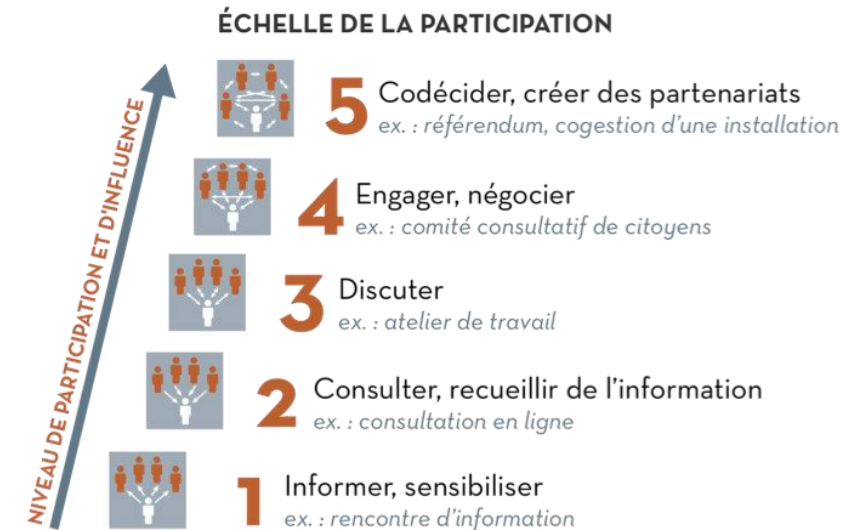 ÉCHELLE DE LA PARTICIPATION
NIVEAU DE PARTICIPATION ET D'INFLUENCE
5 Codécider, créer des partenariats
ex. : référendum, cogestion d'une installation
4 Engager, négocier
ex. : comité consultatif de citoyens
3 Discuter
ex. : atelier de travail
2 Consulter, recueillir de l'information
ex. : consultation en ligne
1 Informer, sensibiliser
ex. : rencontre d'information